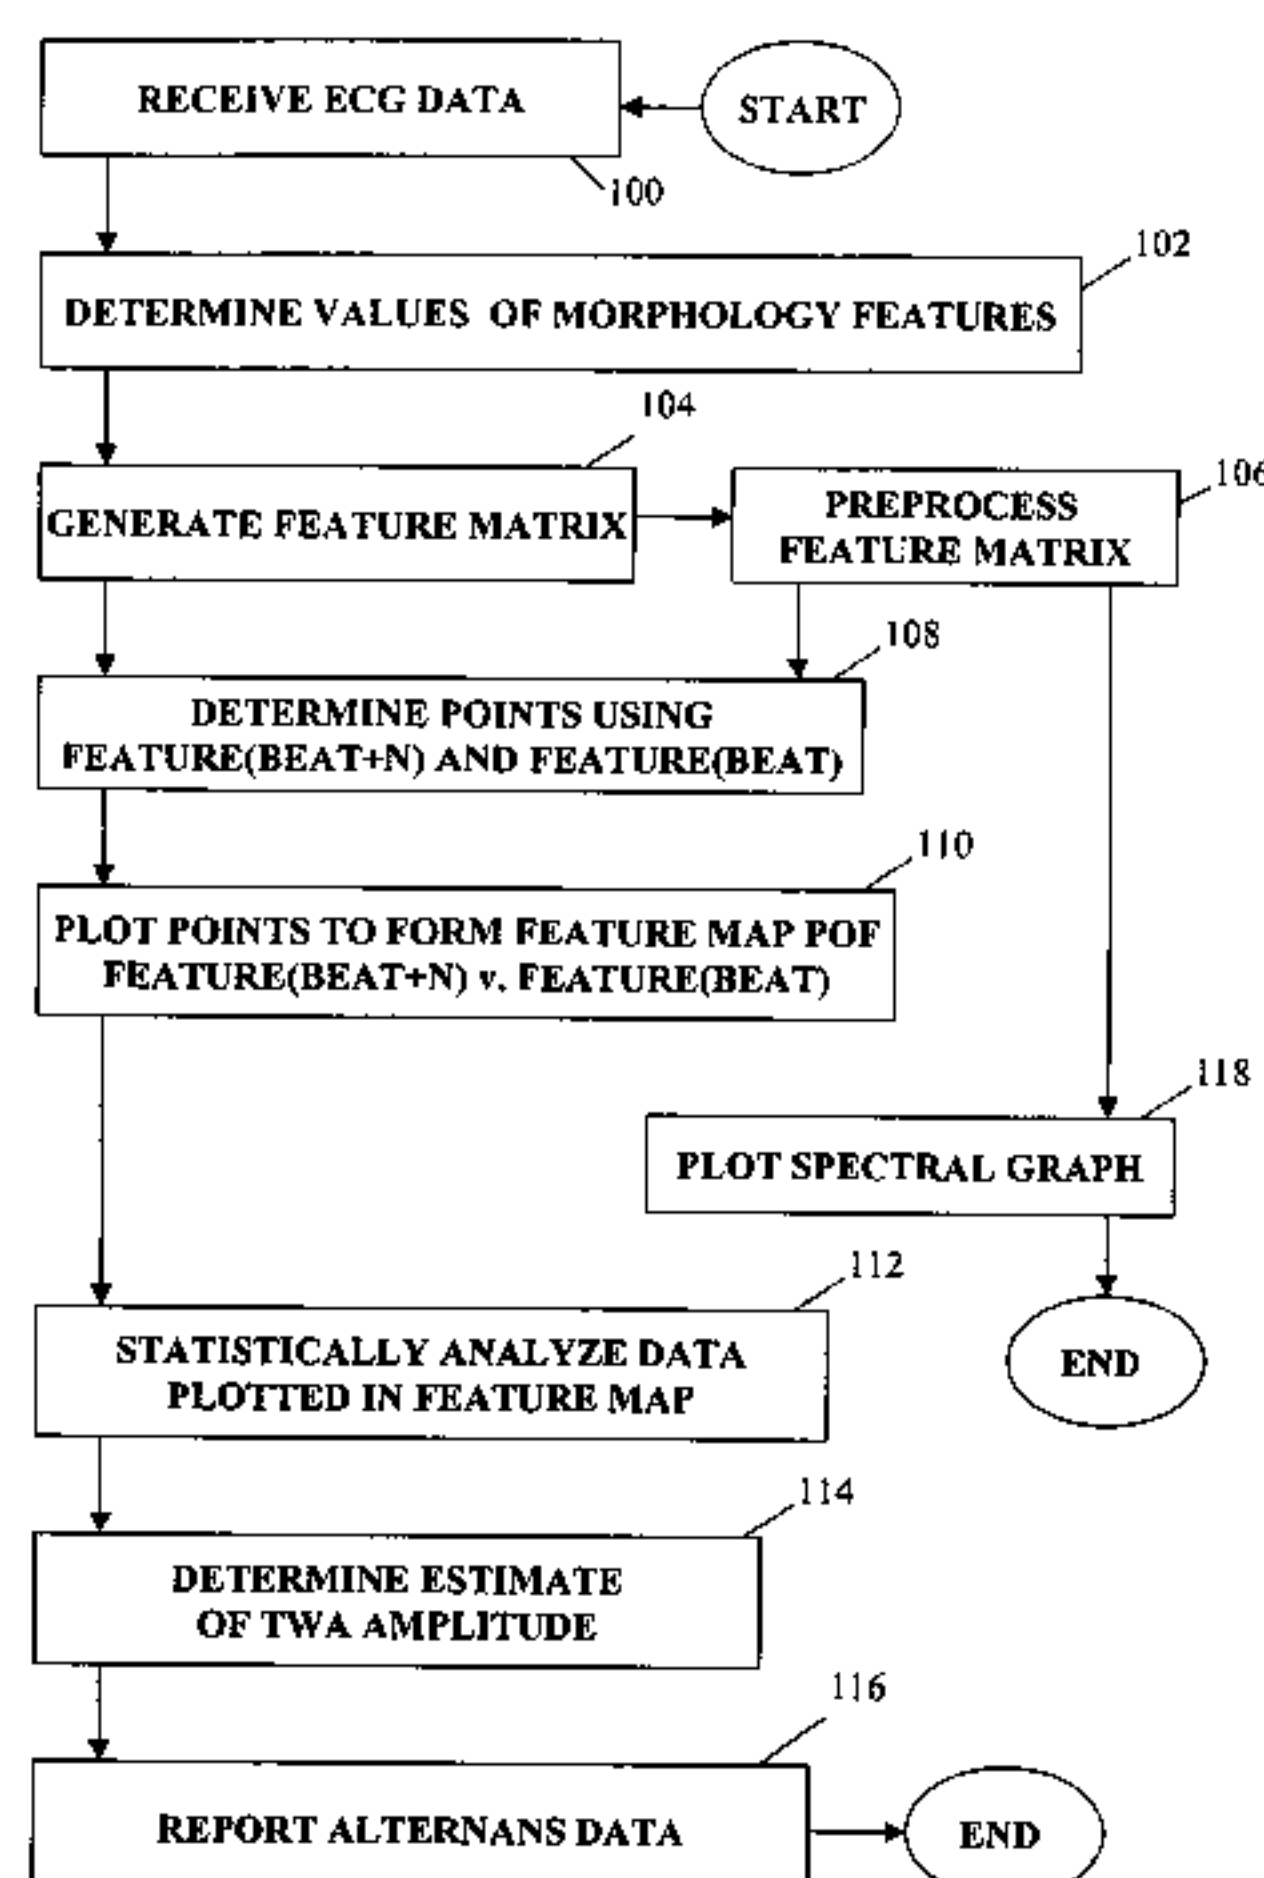 RECEIVE ECG DATA
START
100
102
DETERMINE VALUES OF MORPHOLOGY FEATURES
104
GENERATE FEATURE MATRIX
106
PREPROCESS
FEATURE MATRIX
108
DETERMINE POINTS USING
FEATURE(BEAT+N) AND FEATURE(BEAT)
110
PLOT POINTS TO FORM FEATURE MAP POF
FEATURE(BEAT+N) v. FEATURE(BEAT)
118
PLOT SPECTRAL GRAPH
112
STATISTICALLY ANALYZE DATA
PLOTTED IN FEATURE MAP
END
114
DETERMINE ESTIMATE
OF TWA AMPLITUDE
116
REPORT ALTERNANS DATA
END